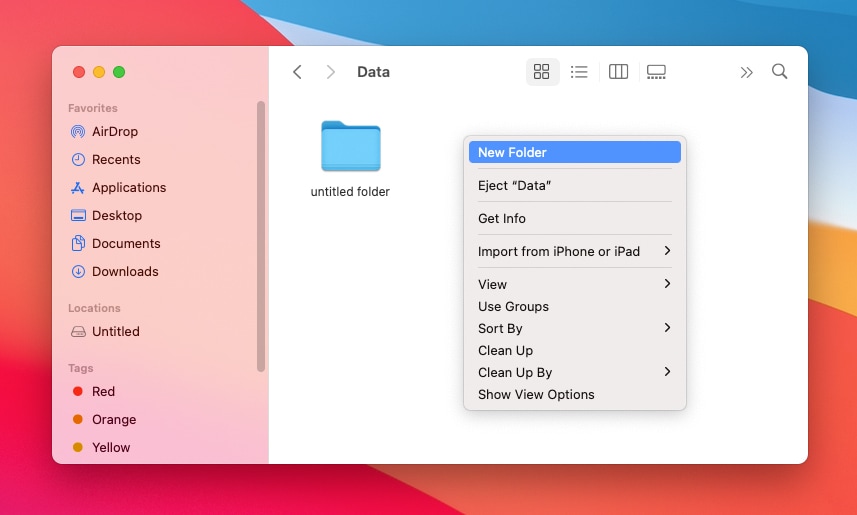 Data
Favorites
AirDrop
Recents
Applications
Desktop
Documents
Downloads
Locations
Untitled
Tags
Red
Orange
Yellow
untitled folder
New Folder
Eject “Data”
Get Info
Import from iPhone or iPad
View
Use Groups
Sort By
Clean Up
Clean Up By
Show View Options